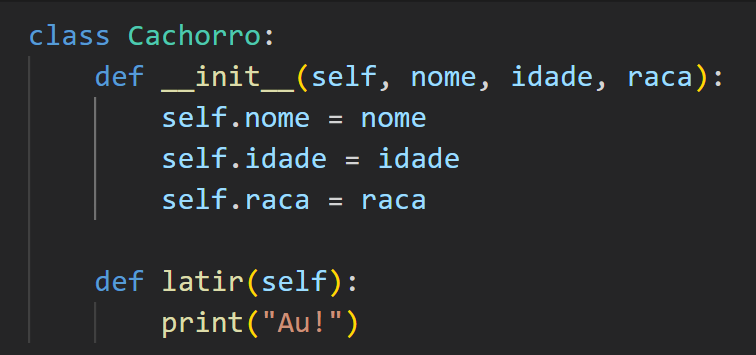 class Cachorro:
    def __init__(self, nome, idade, raca):
        self.nome = nome
        self.idade = idade
        self.raca = raca

    def latir(self):
        print("Au!")